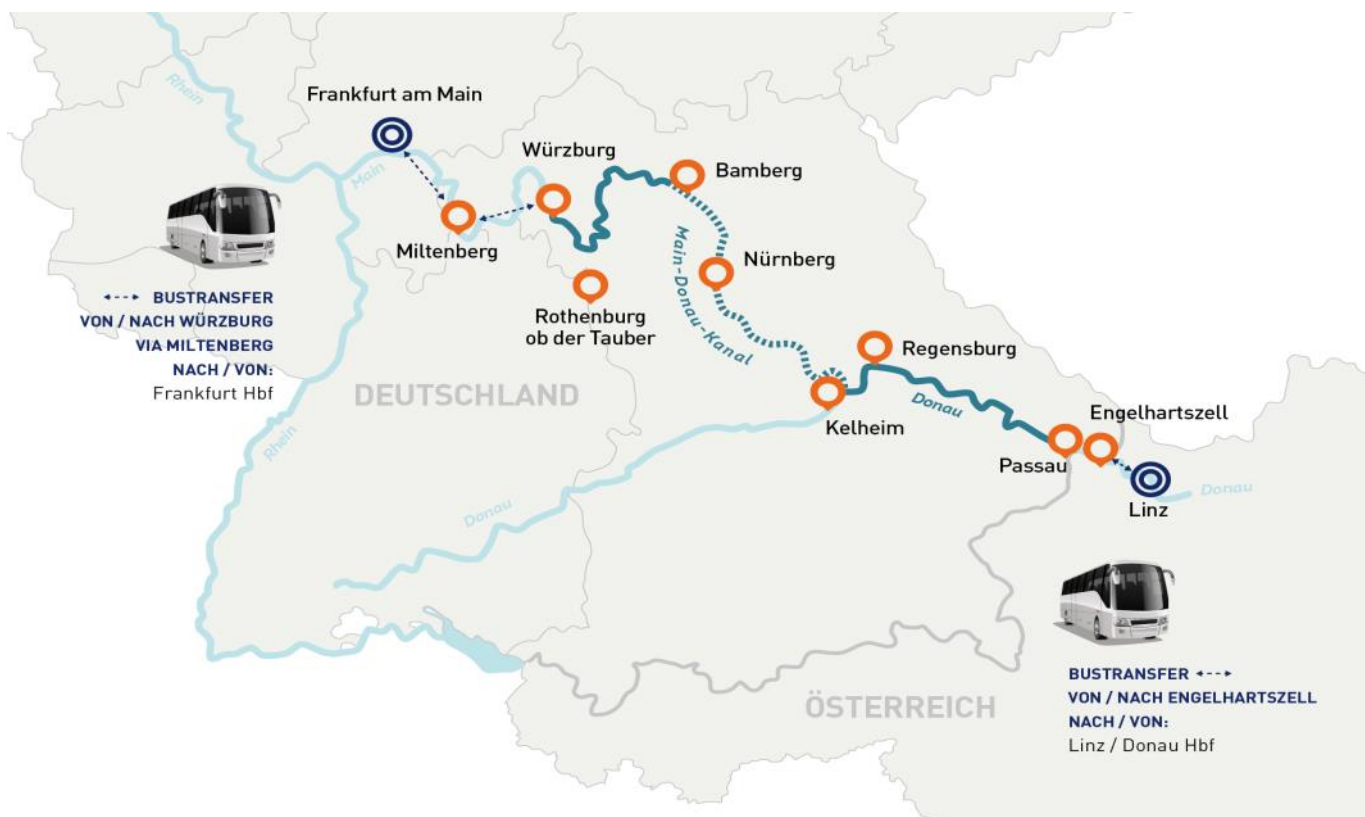 Rhein
Frankfurt am Main
Main
Würzburg
Bamberg
Miltenberg
Main-Donau-Kanal
Nürnberg
Rothenburg
ob der Tauber
BUSTRANSFER
VON / NACH WÜRZBURG
VIA MILTENBERG
NACH / VON:
Frankfurt Hbf
DEUTSCHLAND
Regensburg
Donau
Kelheim
Engelhartszell
Passau
Linz
Donau
Rhein
Donau
ÖSTERREICH
BUSTRANSFER
VON / NACH ENGELHARTSZELL
NACH / VON:
Linz / Donau Hbf